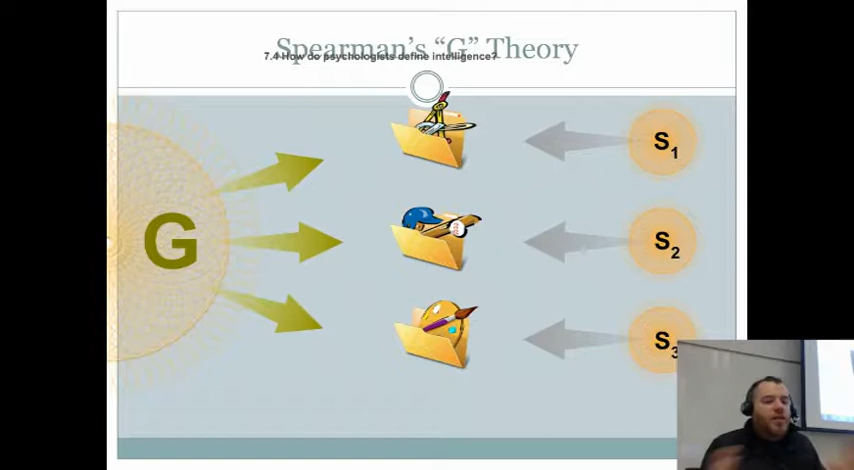 Spearman's "G" Theory
7.4 How do psychologists define intelligence?
G
S1
S2
S3